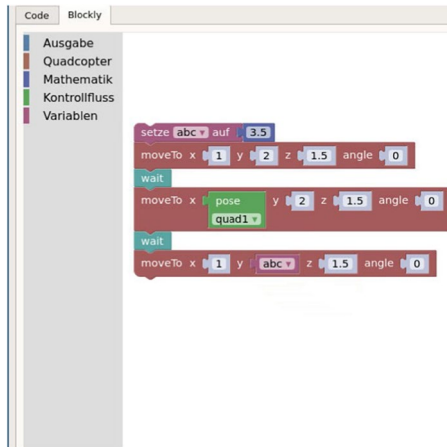 Code Blockly
Ausgabe
Quadcopter
Mathematik
Kontrollfluss
Variablen
setze abc auf 3.5
moveTo x 1 y 2 z 1.5 angle 0
wait
moveTo x pose y 2 z 1.5 angle 0
quad1
wait
moveTo x 1 y abc z 1.5 angle 0